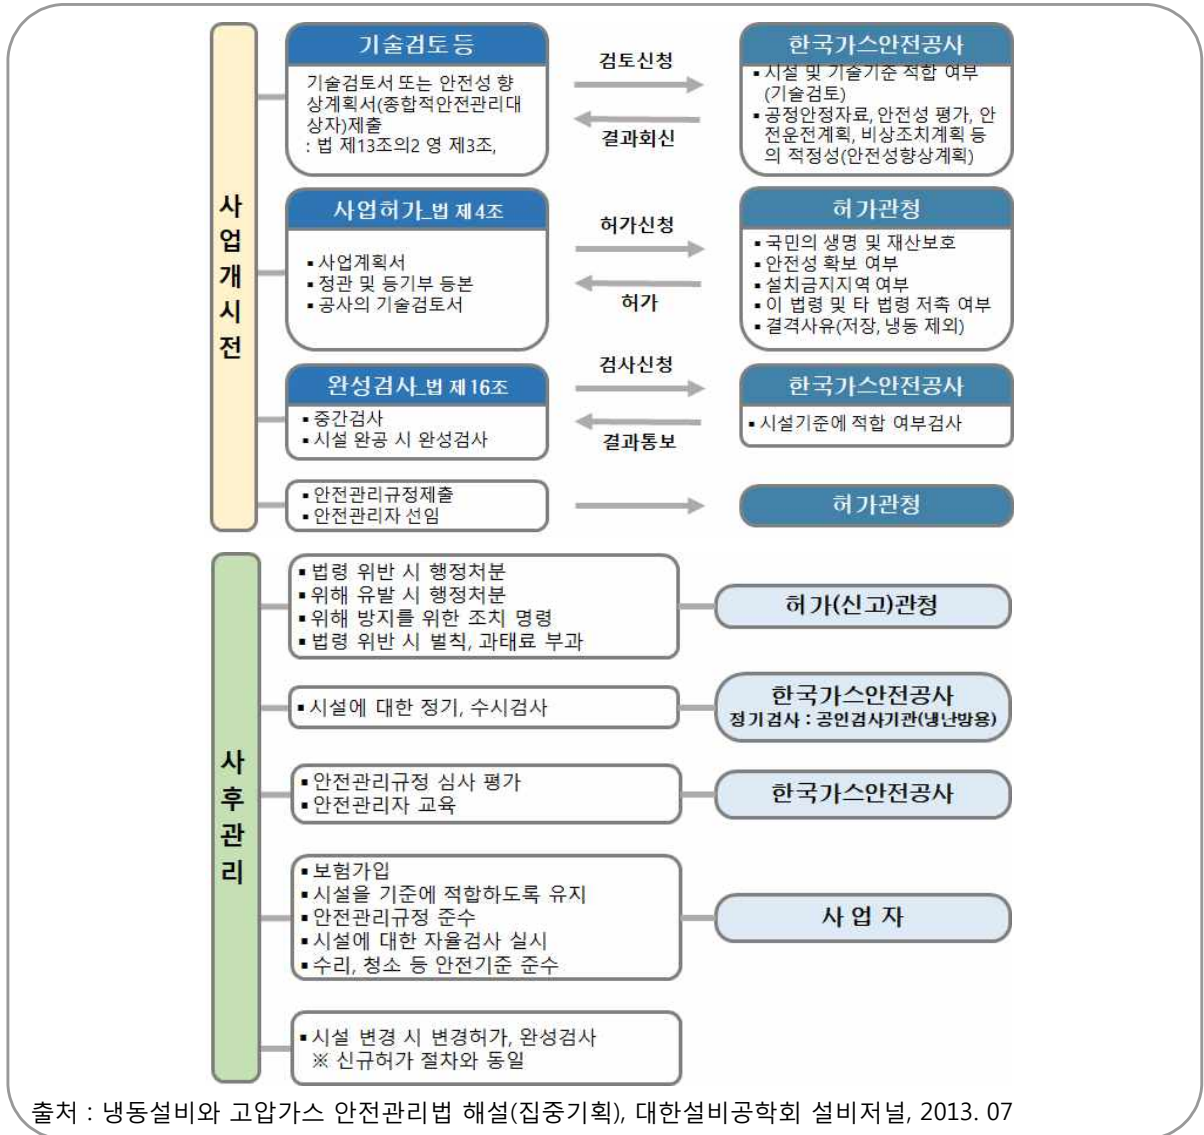 사업개시전
기술검토 등
기술검토서 또는 안전성 향
상계획서(종합적안전관리대
상자)제출
: 법 제13조의2 영 제3조,
검토신청
결과회신
한국가스안전공사
▪ 시설 및 기술기준 적합 여부
(기술검토)
▪ 공정안정자료, 안전성 평가, 안
전운전계획, 비상조치계획 등
의 적정성(안전성향상계획)
사업허가_법 제4조
▪ 사업계획서
▪ 정관 및 등기부 등본
▪ 공사의 기술검토서
허가신청
허가
허가관청
▪ 국민의 생명 및 재산보호
▪ 안전성 확보 여부
▪ 설치금지지역 여부
▪ 이 법령 및 타 법령 저촉 여부
▪ 결격사유(저장, 냉동 제외)
완성검사_법 제16조
▪ 중간검사
▪ 시설 완공 시 완성검사
검사신청
결과통보
한국가스안전공사
▪ 시설기준에 적합 여부검사
▪ 안전관리규정제출
▪ 안전관리자 선임
허가관청
사후관리
▪ 법령 위반 시 행정처분
▪ 위해 유발 시 행정처분
▪ 위해 방지를 위한 조치 명령
▪ 법령 위반 시 벌칙, 과태료 부과
허가(신고)관청
▪ 시설에 대한 정기, 수시검사
한국가스안전공사
정기검사 : 공인검사기관(냉난방용)
▪ 안전관리규정 심사 평가
▪ 안전관리자 교육
한국가스안전공사
▪ 보험가입
▪ 시설을 기준에 적합하도록 유지
▪ 안전관리규정 준수
▪ 시설에 대한 자율검사 실시
▪ 수리, 청소 등 안전기준 준수
사 업 자
▪ 시설 변경 시 변경허가, 완성검사
※ 신규허가 절차와 동일
출처 : 냉동설비와 고압가스 안전관리법 해설(집중기획), 대한설비공학회 설비저널, 2013. 07